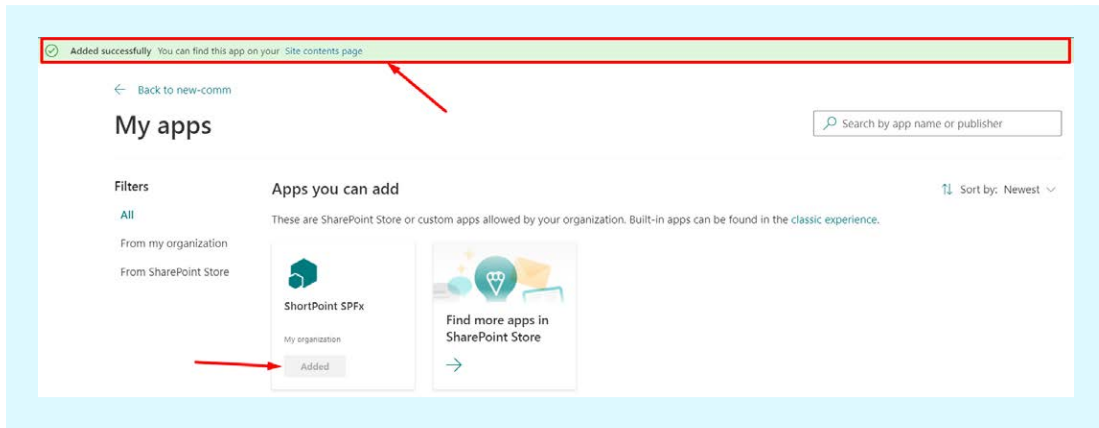 Added successfully You can find this app on your Site contents page
Back to new-comm
My apps
Search by app name or publisher
Filters
All
From my organization
From SharePoint Store
Apps you can add
Sort by: Newest
These are SharePoint Store or custom apps allowed by your organization. Built-in apps can be found in the classic experience.
ShortPoint SPFx
My organization
Added
Find more apps in
SharePoint Store